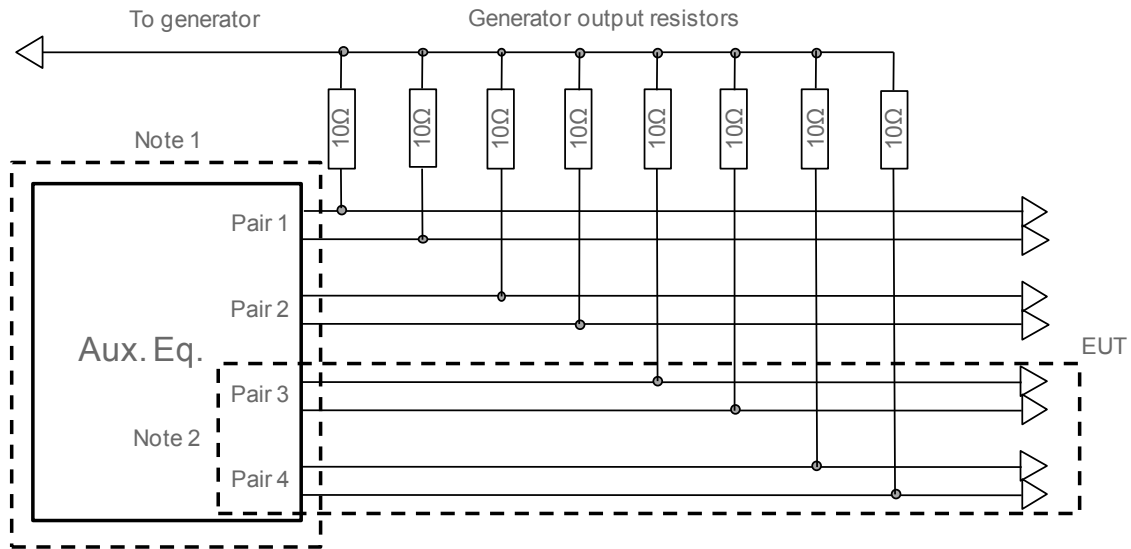 To generator
Generator output resistors
10Ω
10Ω
10Ω
10Ω
10Ω
10Ω
10Ω
10Ω
Note 1
Pair 1
Pair 2
Aux. Eq.
EUT
Pair 3
Note 2
Pair 4